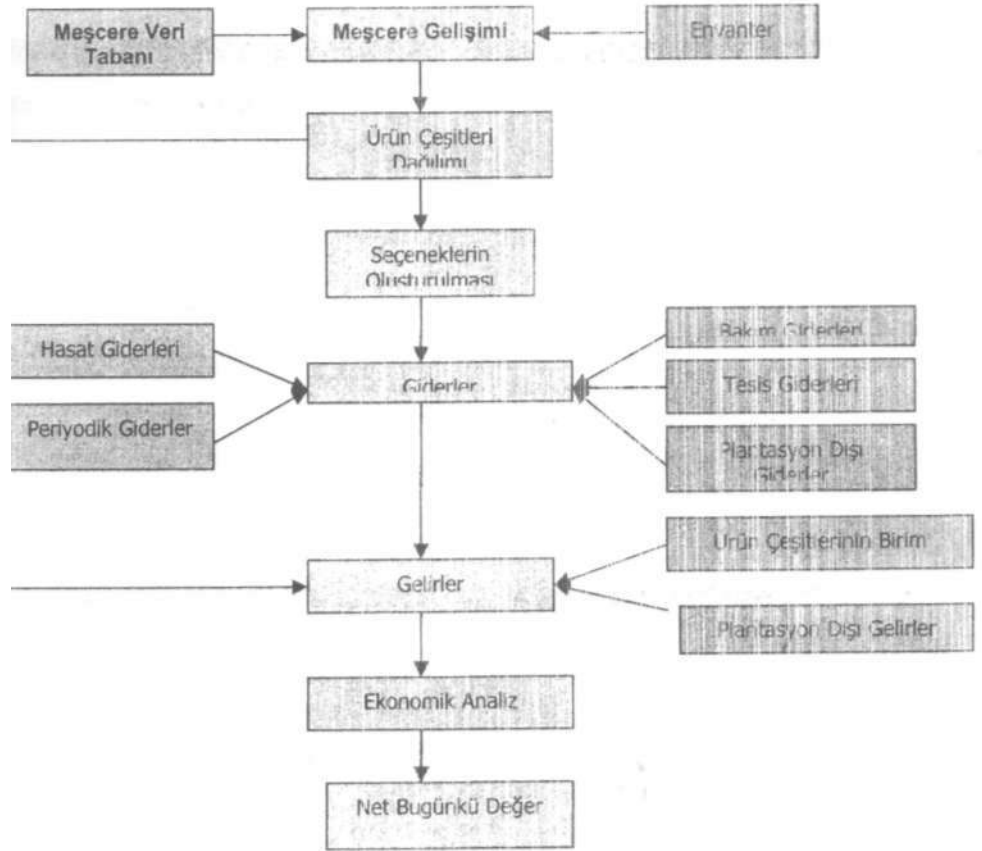 Meşcere Veri
Tabanı
Meşcere Gelişimi
Envanter
Ürün Çeşitleri
Dağılımı
Seçeneklerin
Oluşturulması
Hasat Giderleri
Periyodik Giderler
Giderler
Bakım Giderleri
Tesis Giderleri
Plantasyon Dışı
Giderler
Ürün Çeşitlerinin Birim
Gelirler
Plantasyon Dışı Gelirler
Ekonomik Analiz
Net Bugünkü Değer